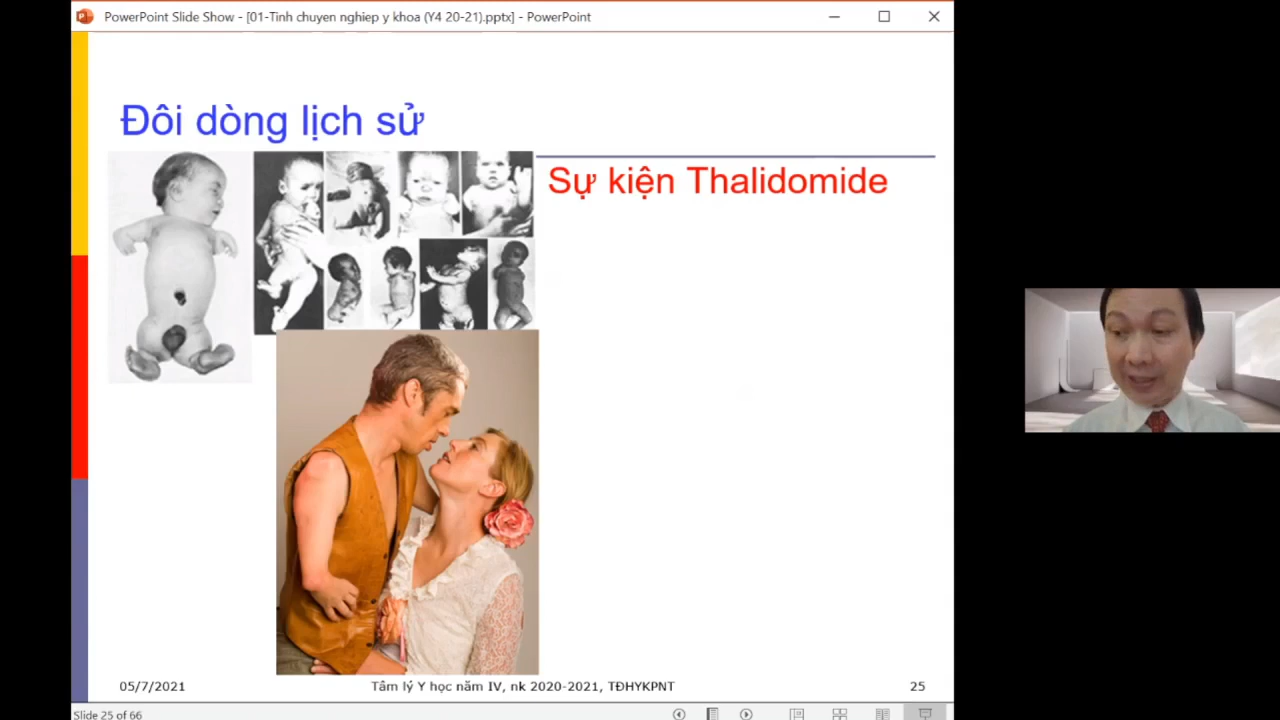 PowerPoint Slide Show - [01-Tinh chuyen nghiep y khoa (Y4 20-21).pptx] - PowerPoint
Đôi dòng lịch sử
Sự kiện Thalidomide
05/7/2021
Tâm lý Y học năm IV, nk 2020-2021, TĐHYKPNT
25
Slide 25 of 66